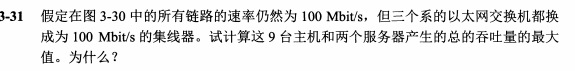 3-31 假定在图 3-30 中的所有链路的速率仍然为 100 Mbit/s，但三个系的以太网交换机都换
成为 100 Mbit/s 的集线器。试计算这 9 台主机和两个服务器产生的总的吞吐量的最大
值。为什么？